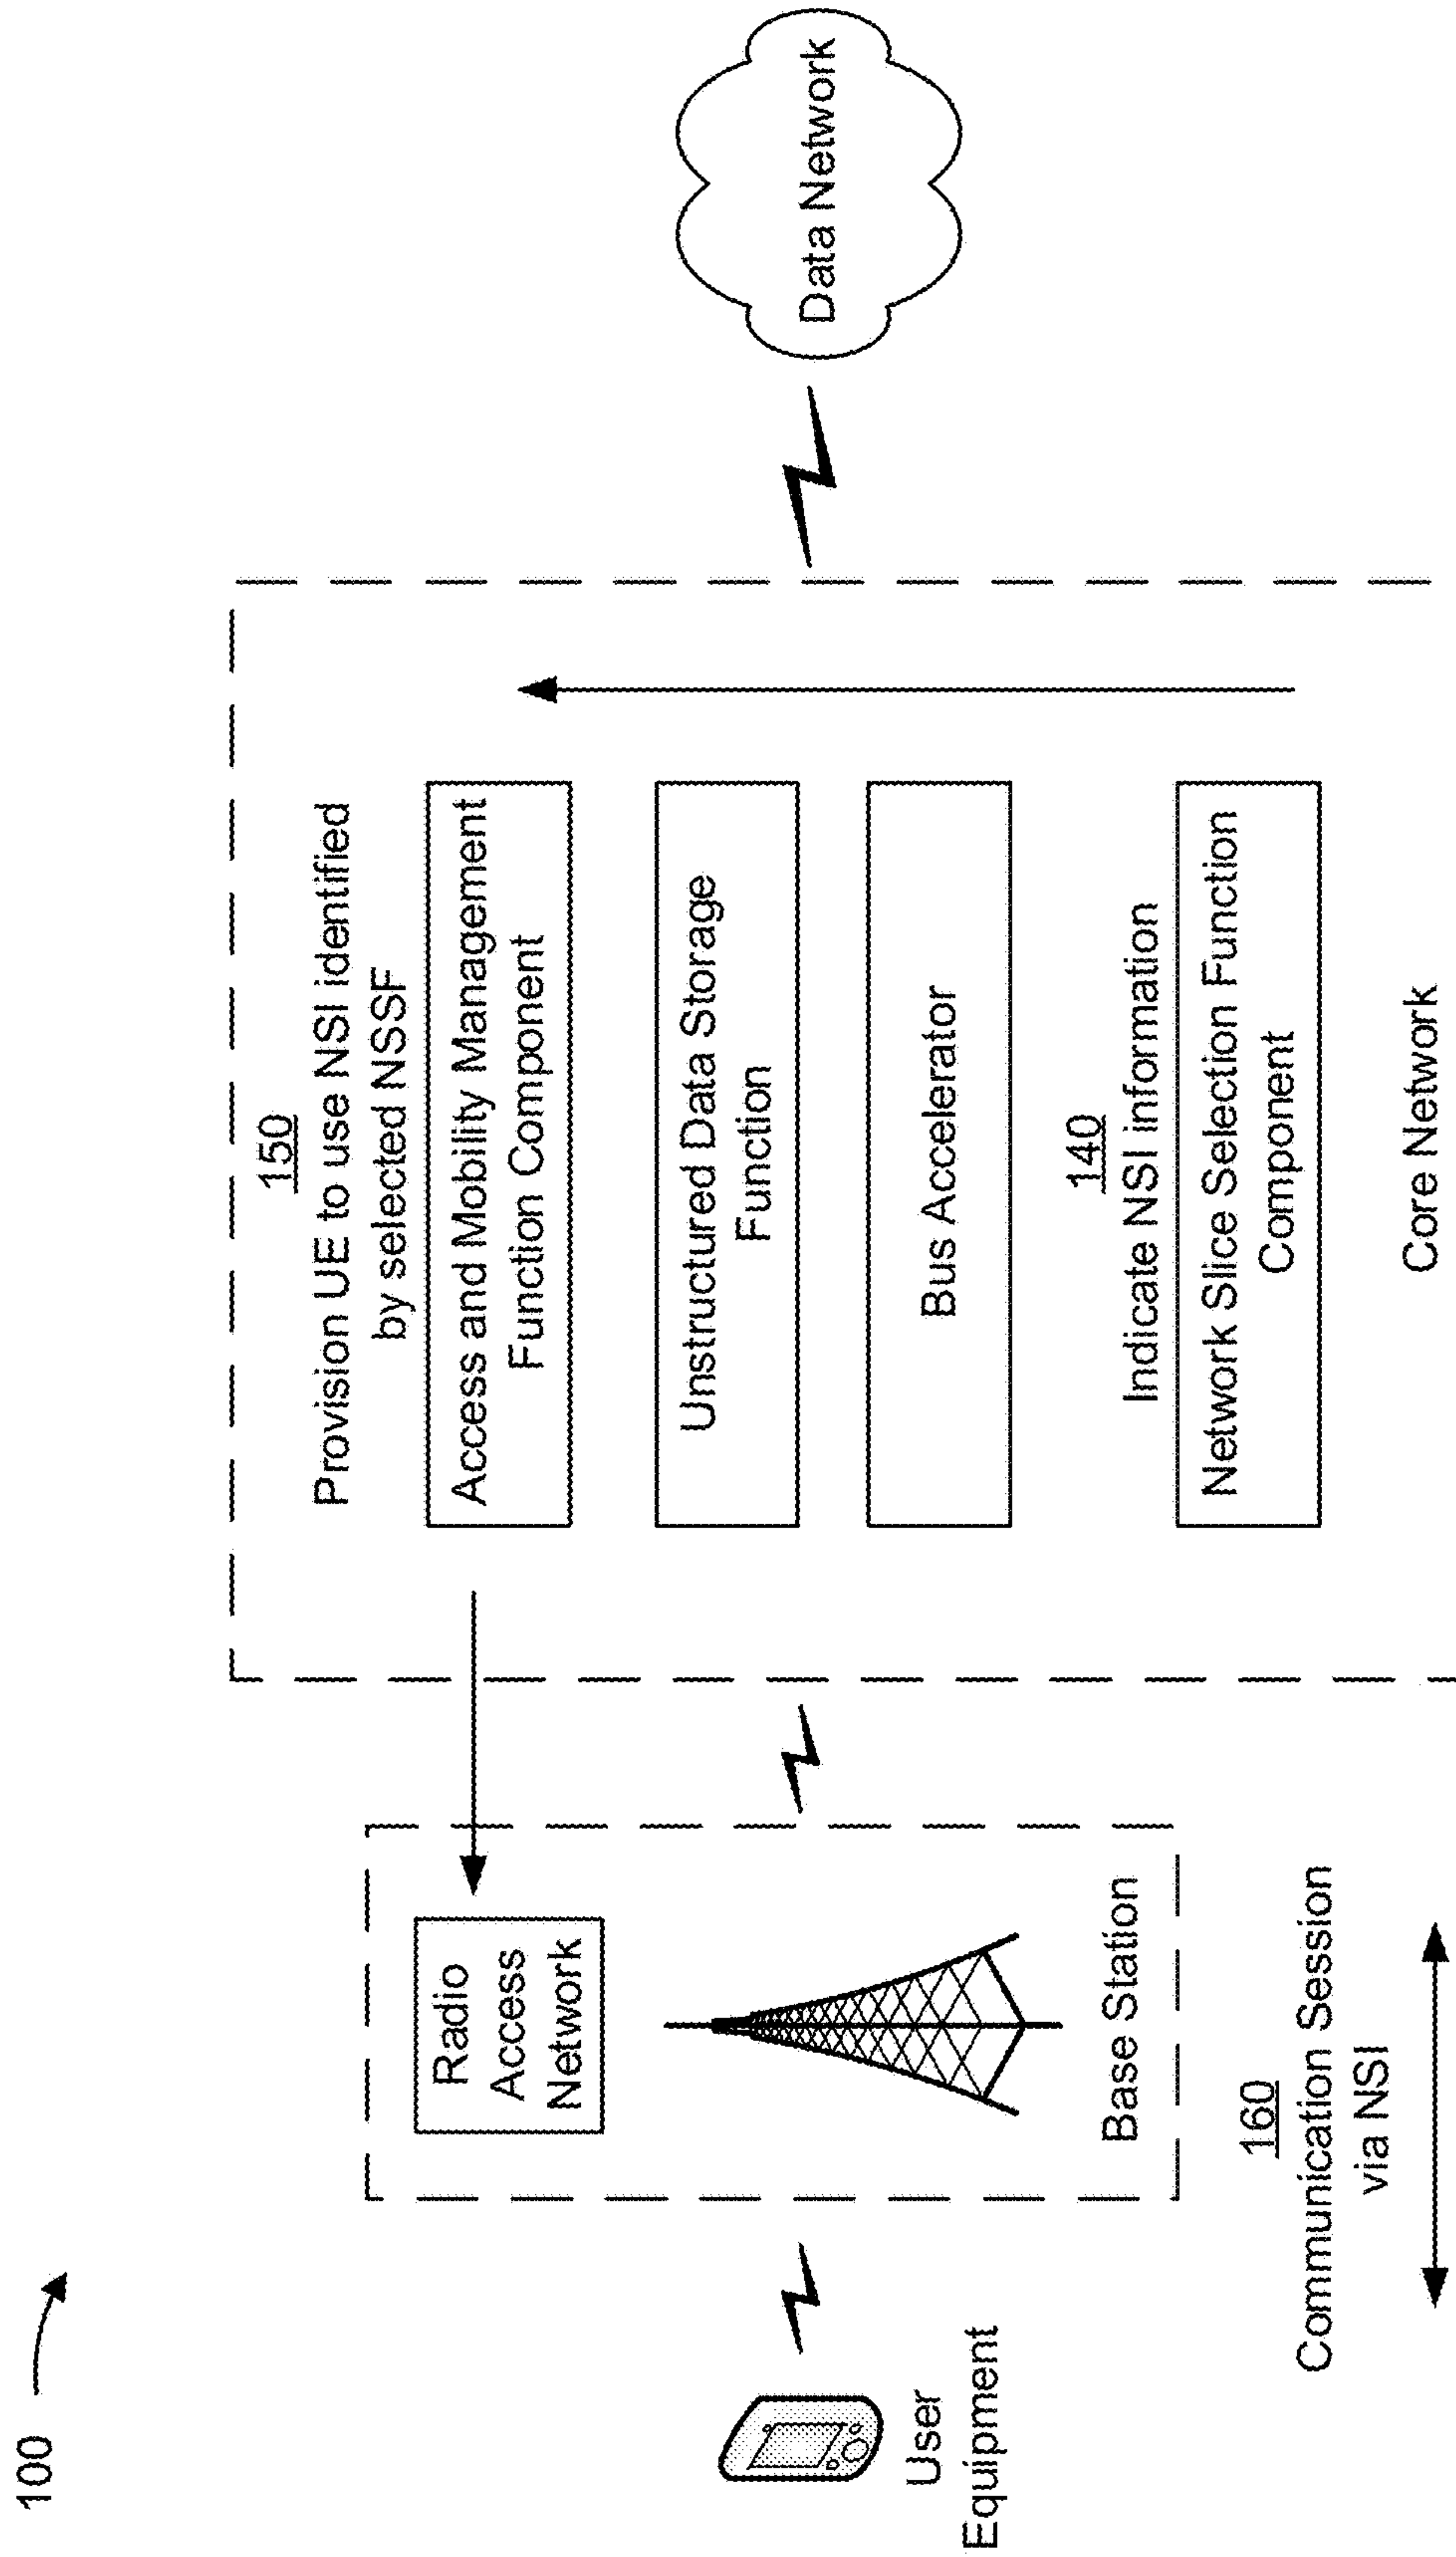 100
150
Provision UE to use NSI identified
by selected NSSF
Access and Mobility Management
Function Component
Radio
Access
Network
Unstructured Data Storage
Function
Data Network
Bus Accelerator
User
Equipment
Base Station
140
Indicate NSI information
Network Slice Selection Function
Component
160
Communication Session
via NSI
Core Network